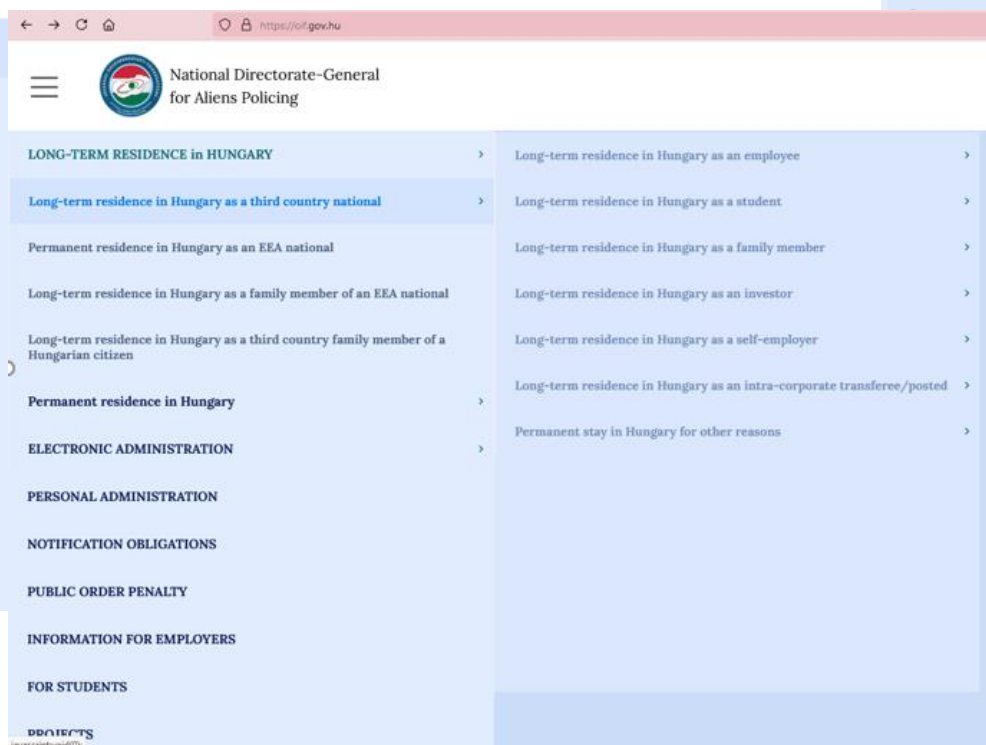 https://oif.gov.hu
National Directorate-General
for Aliens Policing
LONG-TERM RESIDENCE in HUNGARY
Long-term residence in Hungary as a third country national
Permanent residence in Hungary as an EEA national
Long-term residence in Hungary as a family member of an EEA national
Long-term residence in Hungary as a third country family member of a
Hungarian citizen
Permanent residence in Hungary
ELECTRONIC ADMINISTRATION
PERSONAL ADMINISTRATION
NOTIFICATION OBLIGATIONS
PUBLIC ORDER PENALTY
INFORMATION FOR EMPLOYERS
FOR STUDENTS
PROJECTS
Long-term residence in Hungary as an employee
Long-term residence in Hungary as a student
Long-term residence in Hungary as a family member
Long-term residence in Hungary as an investor
Long-term residence in Hungary as a self-employer
Long-term residence in Hungary as an intra-corporate transferee/posted
Permanent stay in Hungary for other reasons